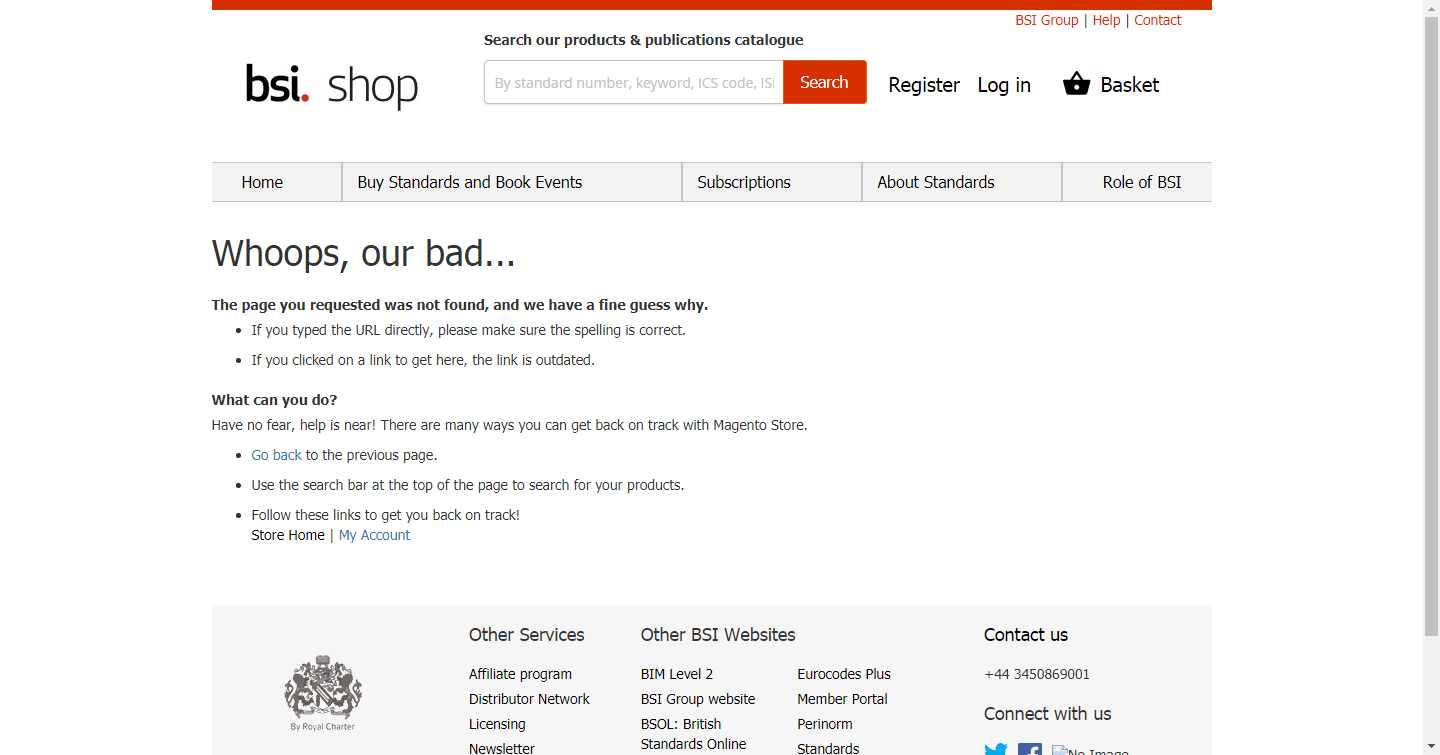 BSI Group | Help | Contact
Search our products & publications catalogue
bsi. shop
By standard number, keyword, ICS code, ISI
Search
Register
Log in
Basket
Home
Buy Standards and Book Events
Subscriptions
About Standards
Role of BSI
Whoops, our bad...
The page you requested was not found, and we have a fine guess why.
If you typed the URL directly, please make sure the spelling is correct.
If you clicked on a link to get here, the link is outdated.
What can you do?
Have no fear, help is near! There are many ways you can get back on track with Magento Store.
Go back to the previous page.
Use the search bar at the top of the page to search for your products.
Follow these links to get you back on track!
Store Home | My Account
By Royal Charter
Other Services
Affiliate program
Distributor Network
Licensing
Newsletter
Other BSI Websites
BIM Level 2
BSI Group website
BSOL: British
Standards Online
Eurocodes Plus
Member Portal
Perinorm
Standards
Contact us
+44 3450869001
Connect with us
No Image